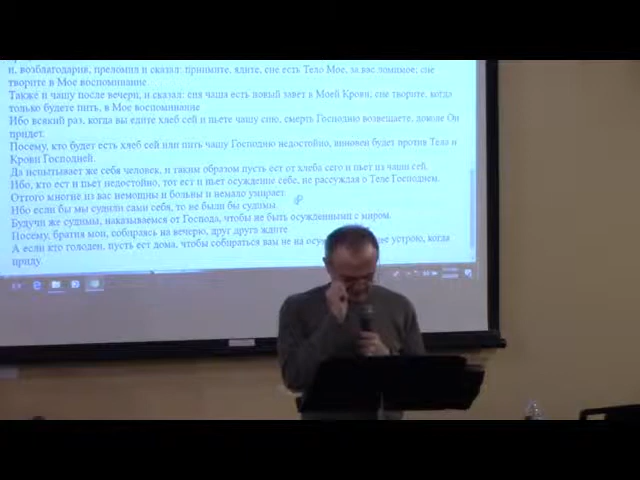 и, возблагодарив, преломил и сказал: приимите, ядите, сие есть Тело Мое, за вас ломимое; сие
творите в Мое воспоминание
Также и чашу после вечери, и сказал: сия чаша есть новый завет в Моей Крови; сие творите, когда
только будете пить, в Мое воспоминание
Ибо всякий раз, когда вы едите хлеб сей и пьете чашу сию, смерть Господню возвещаете, доколе Он
придет.
Посему, кто будет есть хлеб сей или пить чашу Господню недостойно, виновен будет против Тела и
Крови Господней.
Да испытывает же себя человек, и таким образом пусть ест от хлеба сего и пьет из чаши сей.
Ибо, кто ест и пьет недостойно, тот ест и пьет осуждение себе, не рассуждая о Теле Господнем.
Оттого многие из вас немощны и больны и немало умирает.
Ибо если бы мы судили сами себя, то не были бы судимы.
Будучи же судимы, наказываемся от Господа, чтобы не быть осужденными с миром.
Посему, братия мои, собираясь на вечерю, друг друга ждите.
А если кто голоден, пусть ест дома, чтобы собираться вам не на осу устрою, когда
приду.